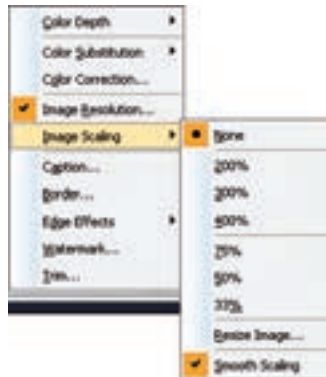 Color Depth
Color Substitution
Color Correction...
Image Resolution...
Image Scaling
Caption...
Border...
Edge Effects
Watermark...
Trim...
None
200%
300%
400%
75%
50%
33%
Resize Image...
Smooth Scaling